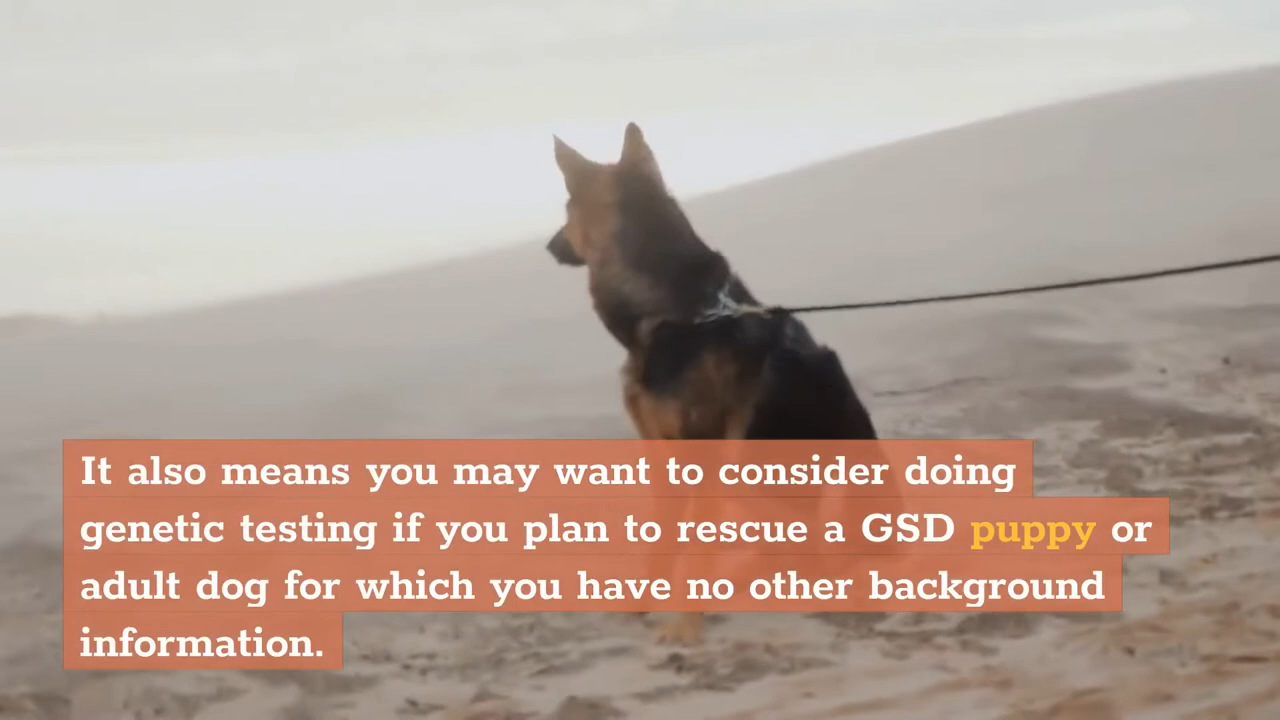 It also means you may want to consider doing
genetic testing if you plan to rescue a GSD puppy or
adult dog for which you have no other background
information.